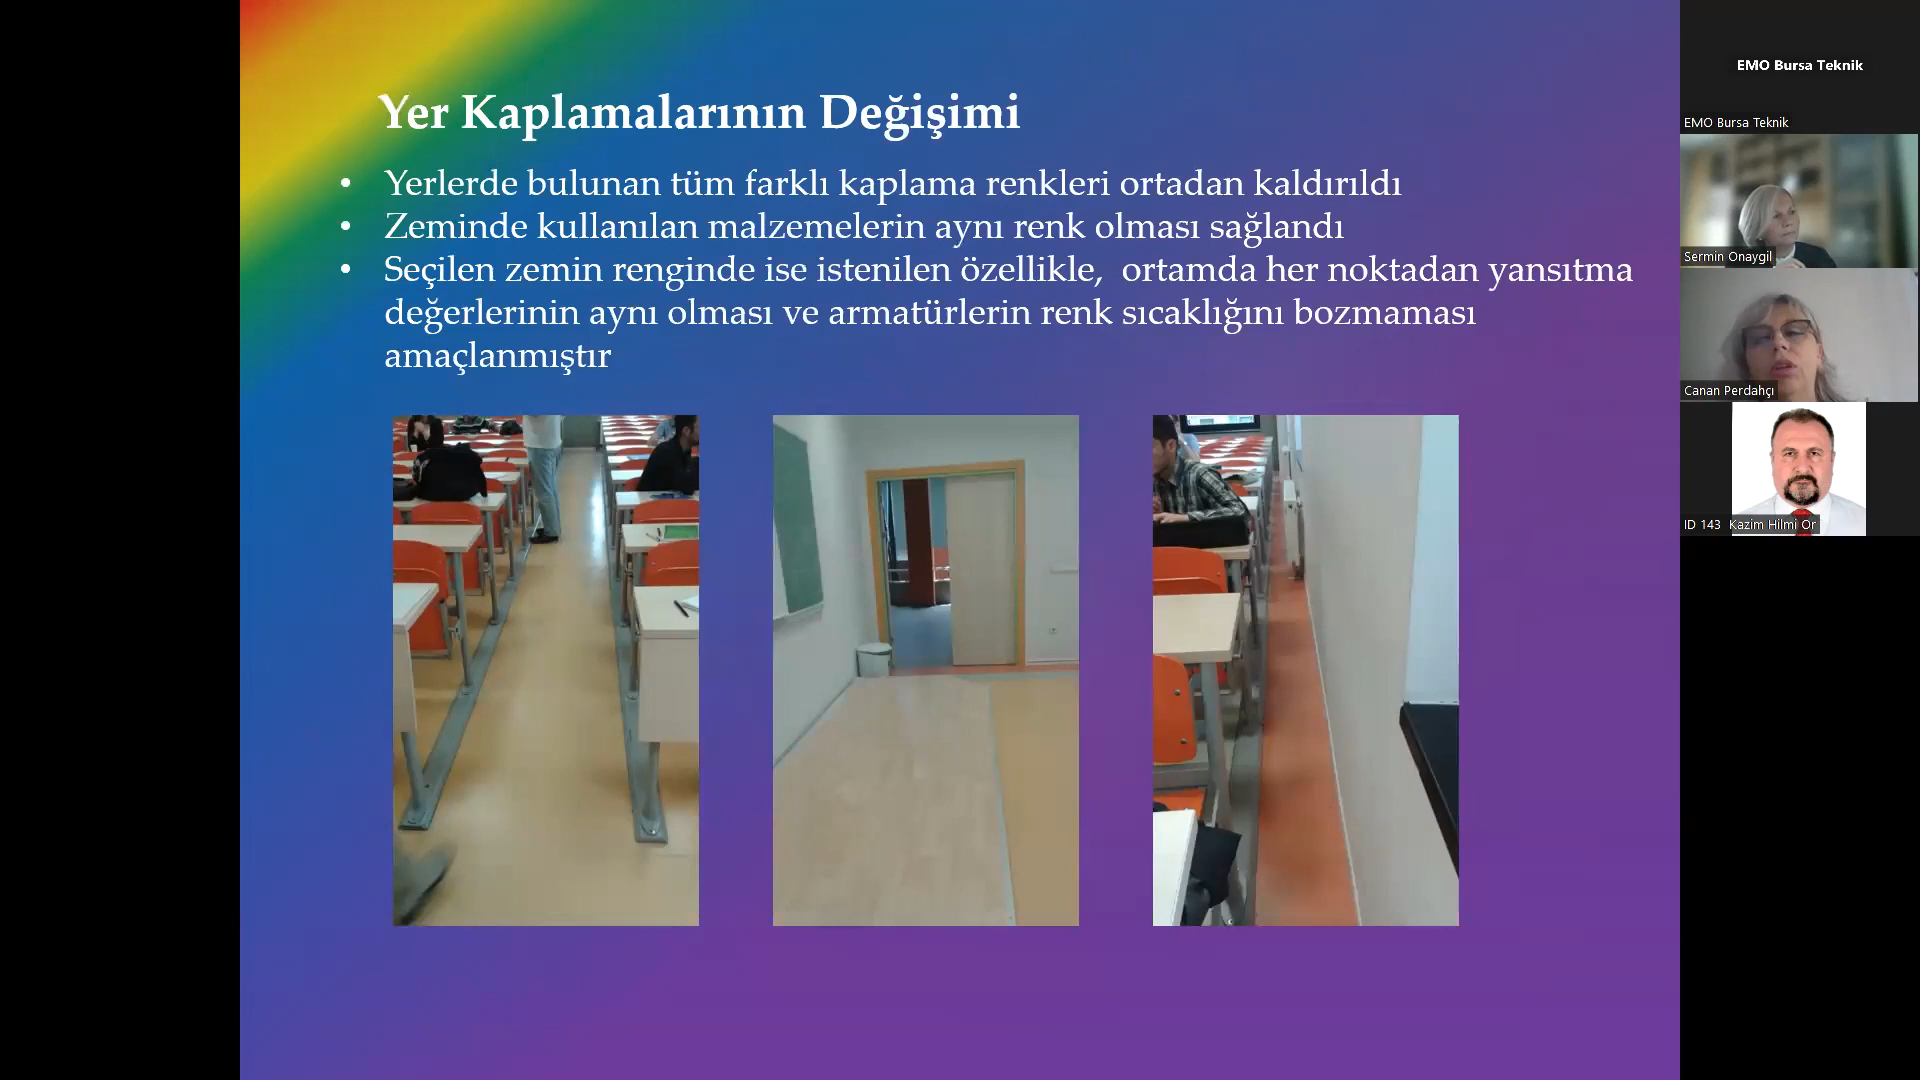 Yer Kaplamalarının Değişimi
• Yerlerde bulunan tüm farklı kaplama renkleri ortadan kaldırıldı
• Zeminde kullanılan malzemelerin aynı renk olması sağlandı
• Seçilen zemin renginde ise istenilen özellikle, ortamda her noktadan yansıtma
değerlerinin aynı olması ve armatürlerin renk sıcaklığını bozmaması
amaçlanmıştır
EMO Bursa Teknik
EMO Bursa Teknik
Sermin Onaygil
Canan Perdahçı
ID 143 Kazim Hilmi Or